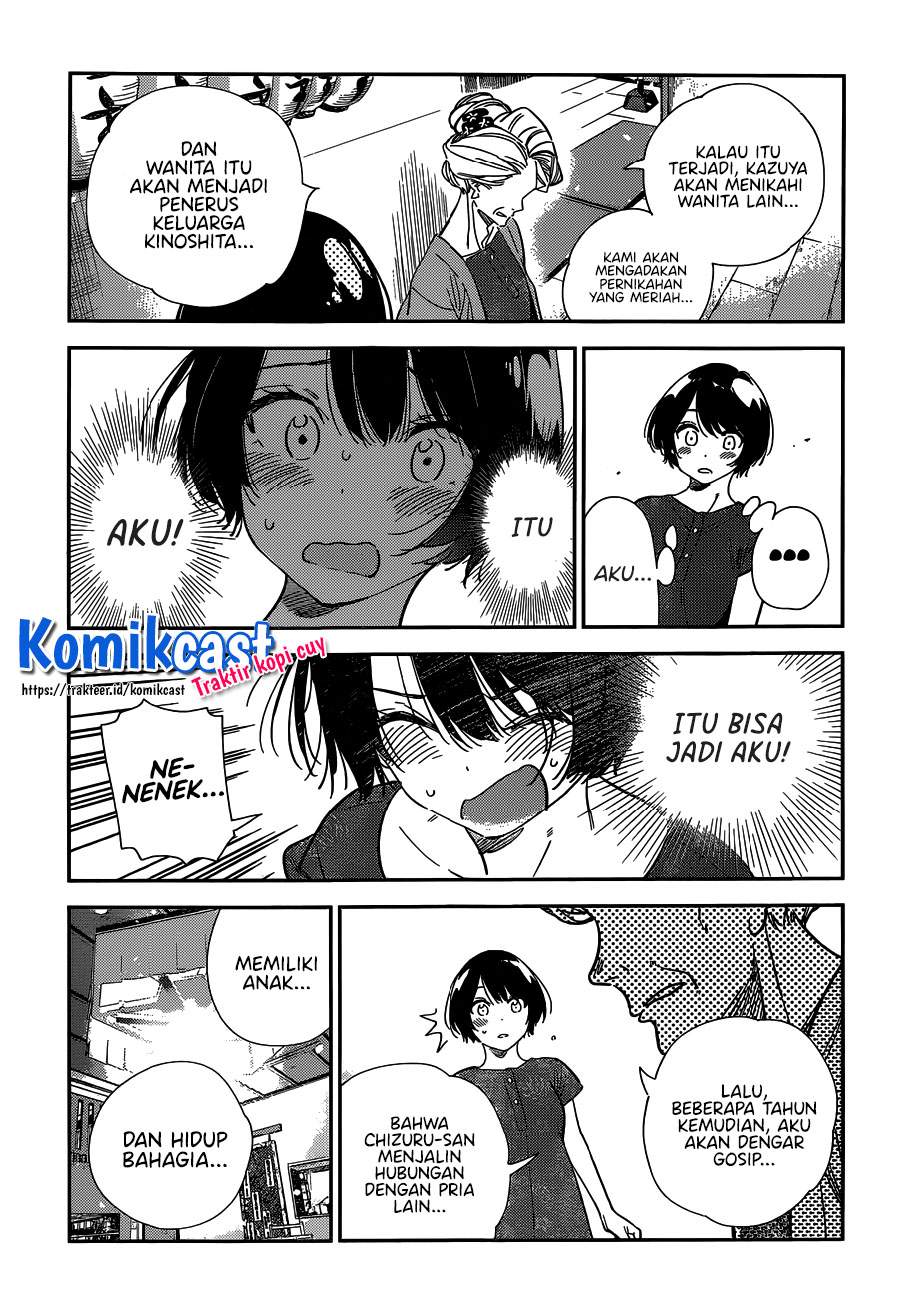 KALAU ITU
TERJADI, KAZUYA
AKAN MENIKAHI
WANITA LAIN...
KAMI AKAN
MENGADAKAN
PERNIKAHAN
YANG MERIAH...
DAN
WANITA ITU
AKAN MENJADI
PENERUS
KELUARGA
KINOSHITA...
...
AKU...
ITU
AKU!
ITU BISA
JADI AKU!
NE-
NENEK...
Komikcast
Traktir kopi cuy
https://trakteer.id/komikcast
LALU,
BEBERAPA TAHUN
KEMUDIAN, AKU
AKAN DENGAR
GOSIP...
BAHWA
CHIZURU-SAN
MENJALIN
HUBUNGAN
DENGAN PRIA
LAIN...
MEMILIKI
ANAK...
DAN HIDUP
BAHAGIA...